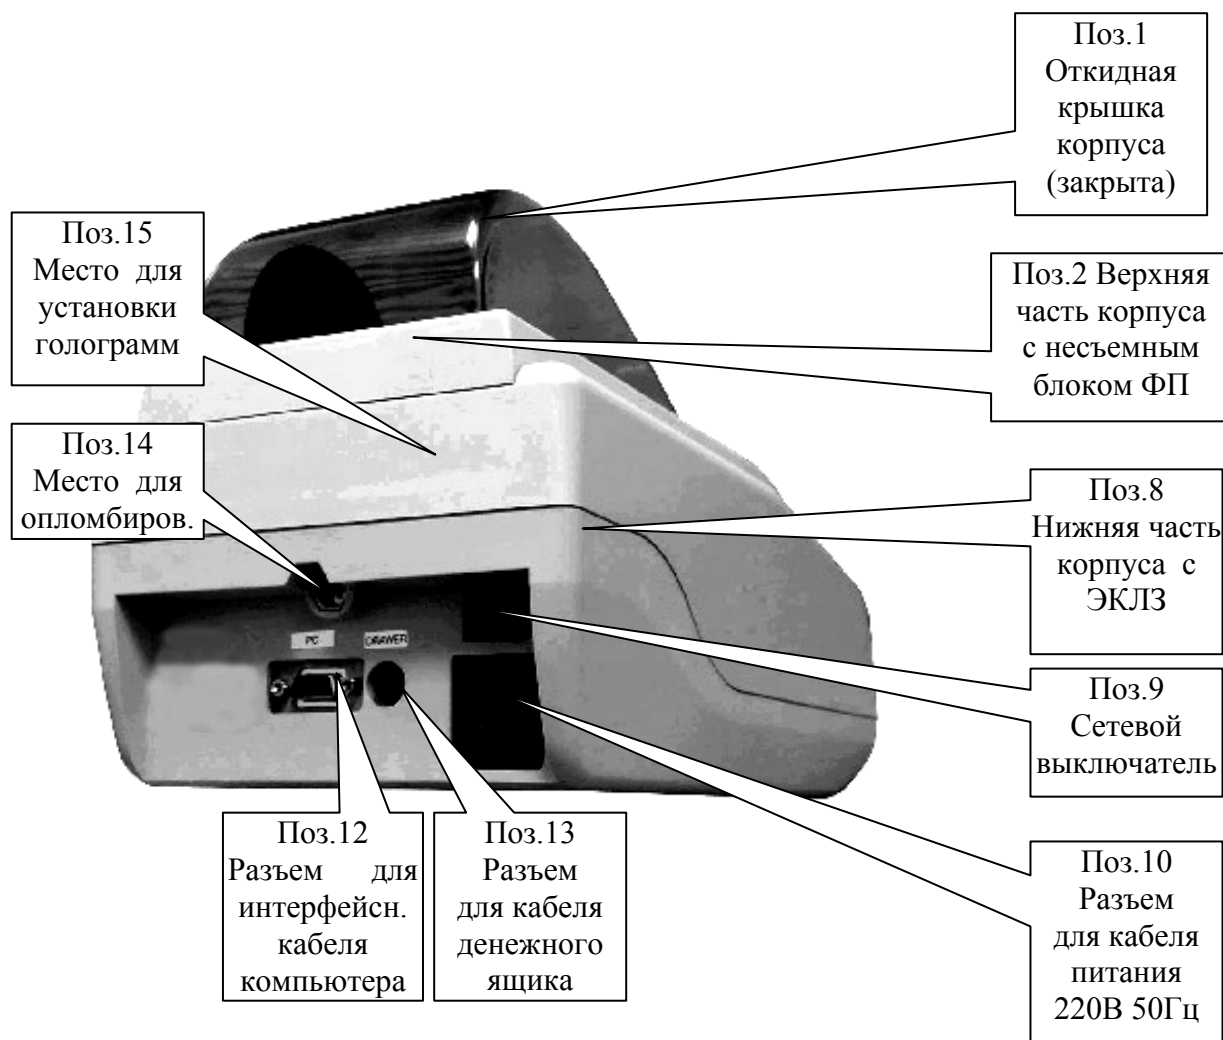 Поз.1
Откидная
крышка
корпуса
(закрыта)
Поз.15
Место для
установки
голограмм
Поз.2 Верхняя
часть корпуса
с несъемным
блоком ФП
Поз.14
Место для
опломбиров.
Поз.8
Нижняя часть
корпуса с
ЭКЛЗ
PC
DRAWER
Поз.9
Сетевой
выключатель
Поз.12
Разъем для
интерфейсн.
кабеля
компьютера
Поз.13
Разъем
для кабеля
денежного
ящика
Поз.10
Разъем
для кабеля
питания
220В 50Гц